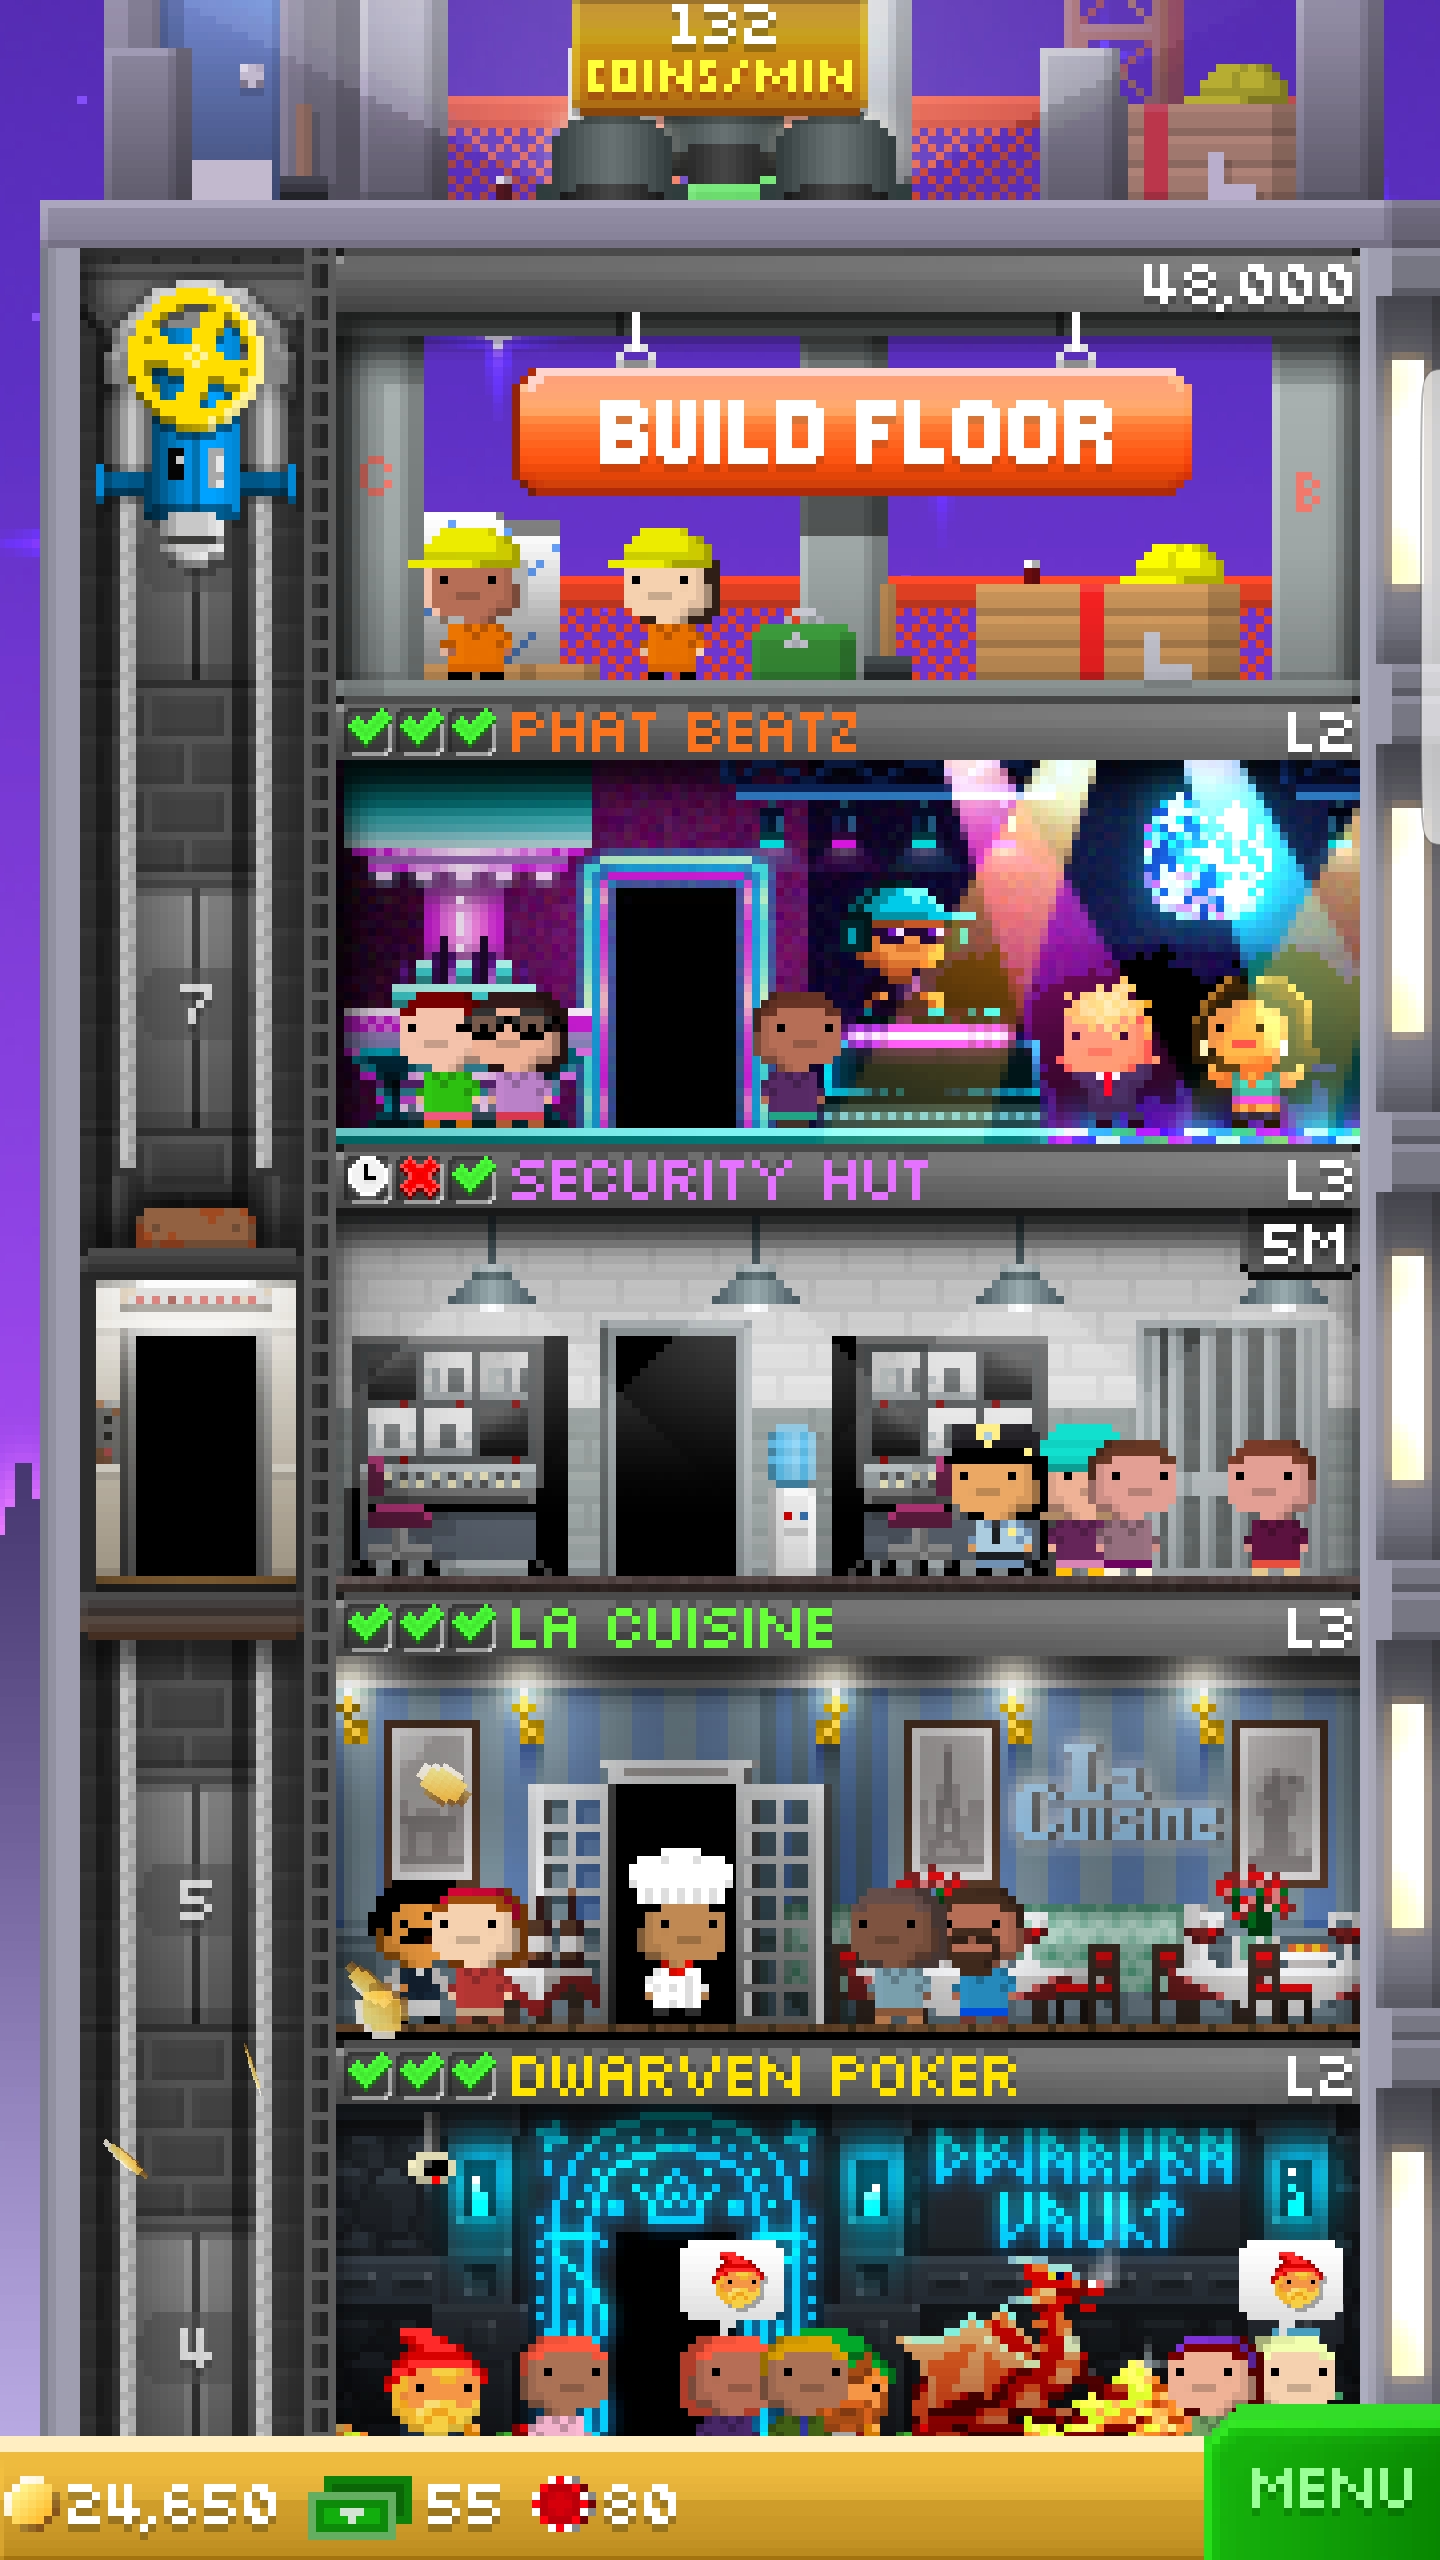 132
COINS/MIN
48,000
BUILD FLOOR
C
B
PHAT BEATZ
L2
7
SECURITY HUT
L3
5M
LA CUISINE
L3
La
Cuisine
5
DWARVEN POKER
L2
DWARVEN
VAULT
4
24,650
55
80
MENU